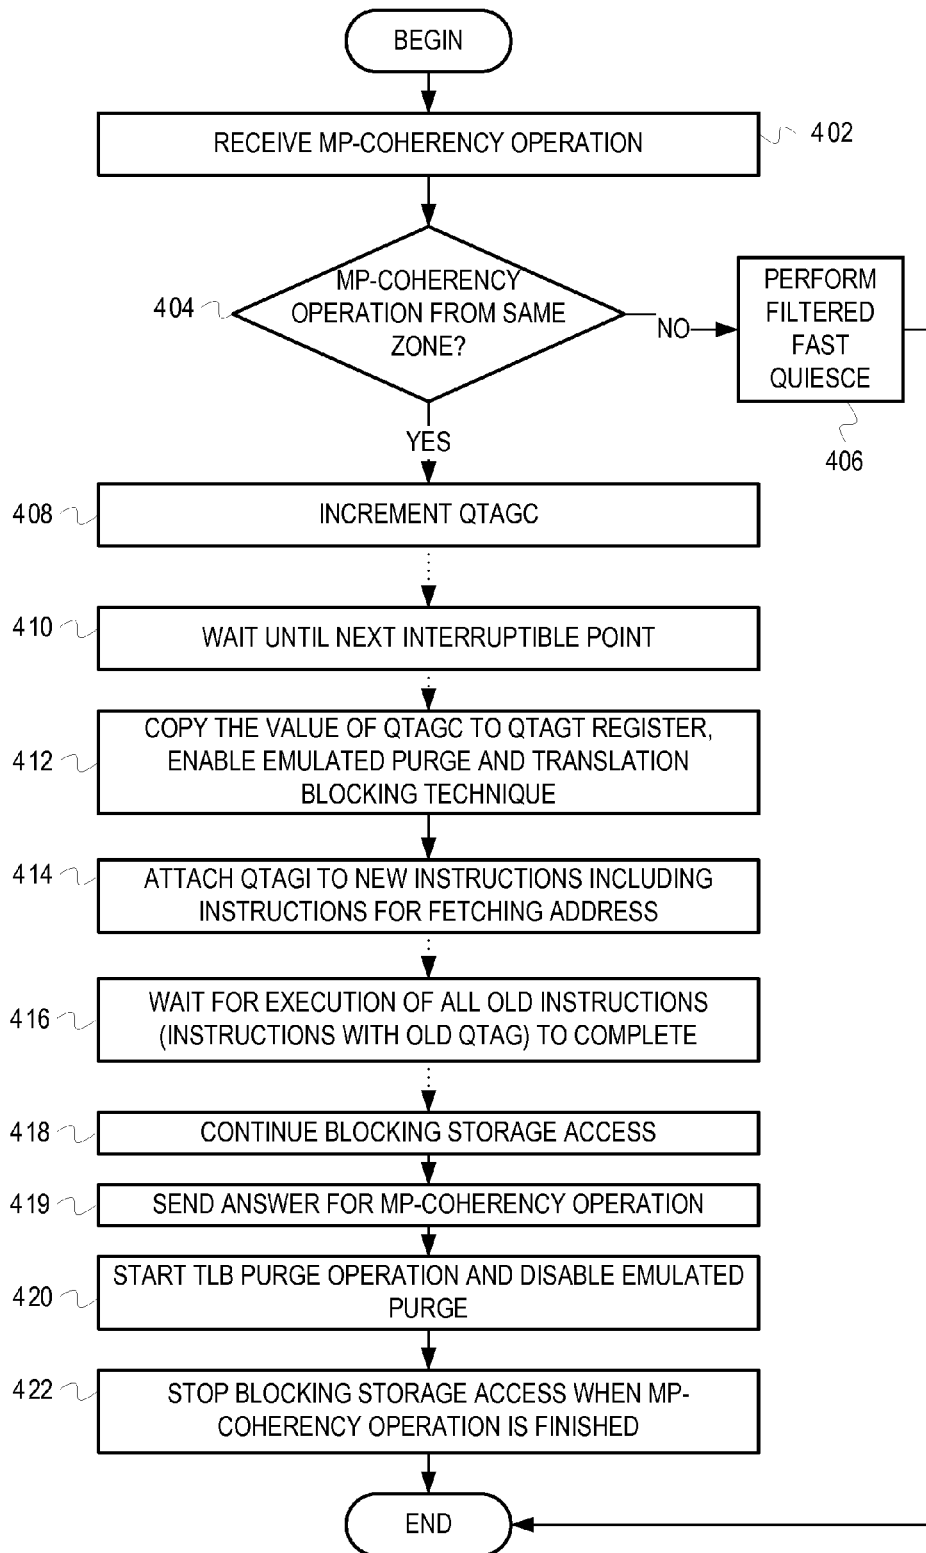 BEGIN
RECEIVE MP-COHERENCY OPERATION
402
MP-COHERENCY
OPERATION FROM SAME
ZONE?
404
NO
PERFORM
FILTERED
FAST
QUIESCE
406
YES
408
INCREMENT QTAGC
410
WAIT UNTIL NEXT INTERRUPTIBLE POINT
412
COPY THE VALUE OF QTAGC TO QTAGT REGISTER,
ENABLE EMULATED PURGE AND TRANSLATION
BLOCKING TECHNIQUE
414
ATTACH QTAGI TO NEW INSTRUCTIONS INCLUDING
INSTRUCTIONS FOR FETCHING ADDRESS
416
WAIT FOR EXECUTION OF ALL OLD INSTRUCTIONS
(INSTRUCTIONS WITH OLD QTAG) TO COMPLETE
418
CONTINUE BLOCKING STORAGE ACCESS
419
SEND ANSWER FOR MP-COHERENCY OPERATION
420
START TLB PURGE OPERATION AND DISABLE EMULATED
PURGE
422
STOP BLOCKING STORAGE ACCESS WHEN MP-
COHERENCY OPERATION IS FINISHED
END